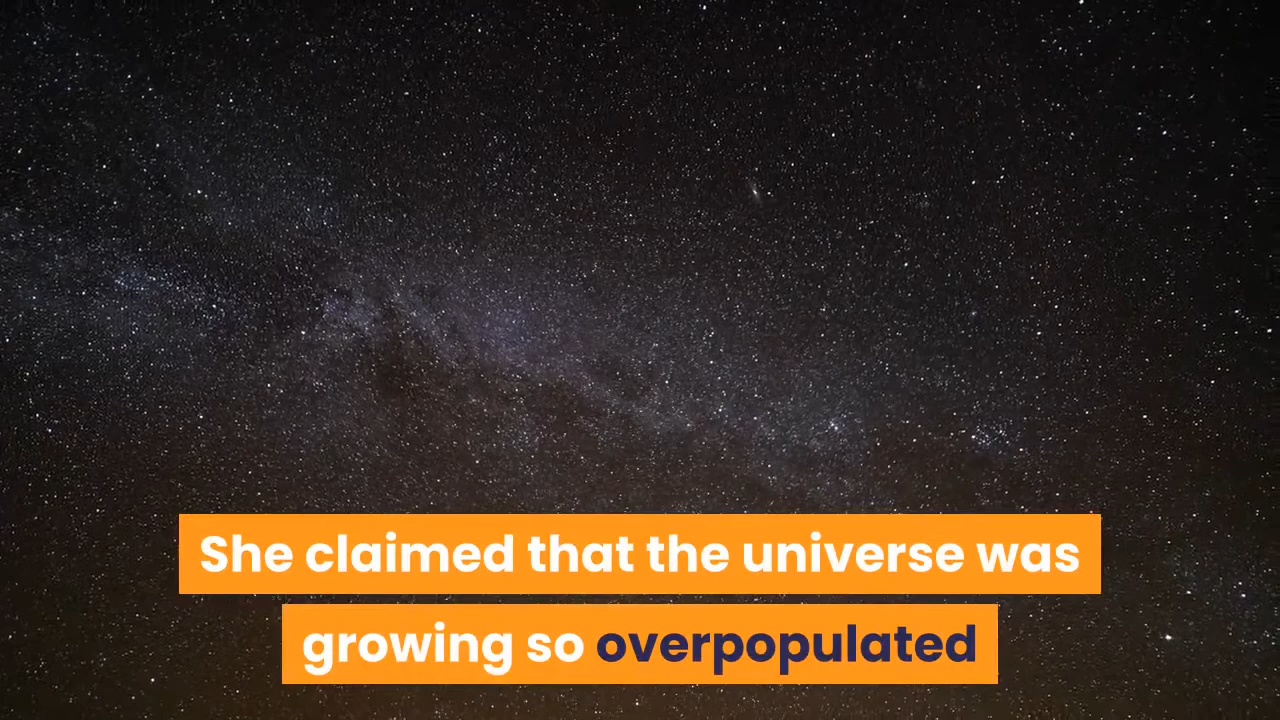 She claimed that the universe was
growing so overpopulated